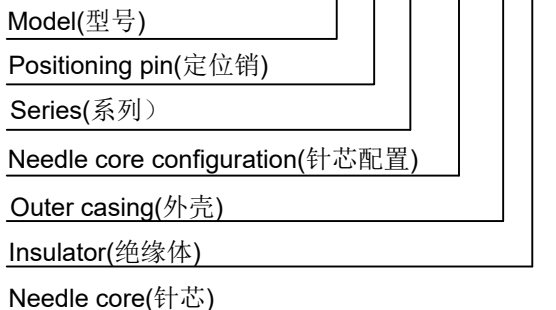 Model(型号)
Positioning pin(定位销)
Series(系列）
Needle core configuration(针芯配置)
Outer casing(外壳)
Insulator(绝缘体)
Needle core(针芯)